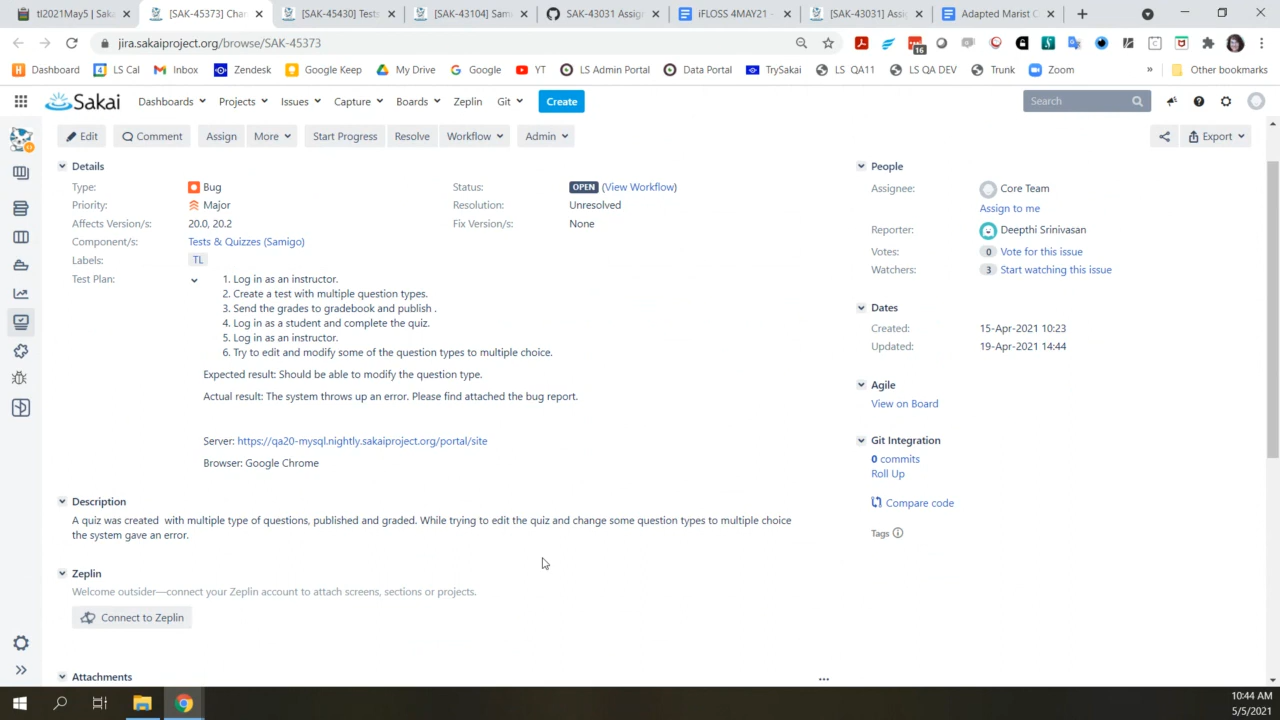 tl2021May5 : Saka
[SAK-45373] Chan
[SAK-45430] Tests
[SAK-43104] Sam
SAK-43031 Assign
iFLOSS 4MAY21 -
[SAK-43031] Assig
Adapted Marist C
jira.sakaiproject.org/browse/SAK-45373
16
Dashboard
LS Cal
Inbox
Zendesk
Google Keep
My Drive
Google
YT
LS Admin Portal
Data Portal
TrySakai
LS QA11
LS QA DEV
Trunk
Zoom
»
Other bookmarks
Sakai
Dashboards
Projects
Issues
Capture
Boards
Zeplin
Git
Create
Search
Edit
Comment
Assign
More
Start Progress
Resolve
Workflow
Admin
Export
Details
Type: Bug
Status: OPEN (View Workflow)
Priority: Major
Resolution: Unresolved
Affects Version/s: 20.0, 20.2
Fix Version/s: None
Component/s: Tests & Quizzes (Samigo)
Labels: TL
Test Plan:
1. Log in as an instructor.
2. Create a test with multiple question types.
3. Send the grades to gradebook and publish .
4. Log in as a student and complete the quiz.
5. Log in as an instructor.
6. Try to edit and modify some of the question types to multiple choice.
Expected result: Should be able to modify the question type.
Actual result: The system throws up an error. Please find attached the bug report.
Server: https://qa20-mysql.nightly.sakaiproject.org/portal/site
Browser: Google Chrome
Description
A quiz was created  with multiple type of questions, published and graded. While trying to edit the quiz and change some question types to multiple choice
the system gave an error.
Zeplin
Welcome outsider—connect your Zeplin account to attach screens, sections or projects.
Connect to Zeplin
Attachments
People
Assignee: Core Team
Assign to me
Reporter: Deepthi Srinivasan
Votes: 0 Vote for this issue
Watchers: 3 Start watching this issue
Dates
Created: 15-Apr-2021 10:23
Updated: 19-Apr-2021 14:44
Agile
View on Board
Git Integration
0 commits
Roll Up
Compare code
Tags
10:44 AM
5/5/2021